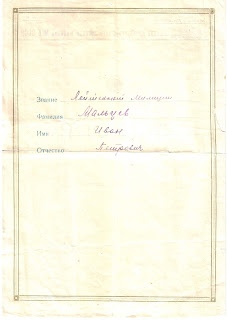 Звание Лейтенант милиции
Фамилия Мальцев
Имя Иван
Отчество Петрович